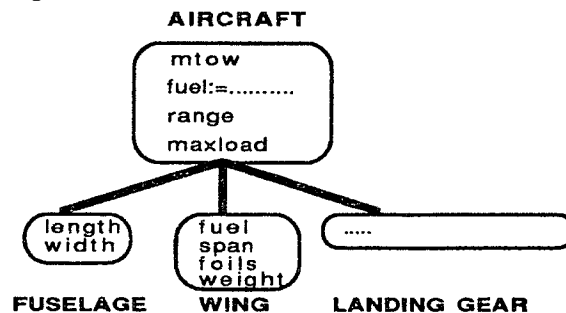 AIRCRAFT
mtow
fuel:=..........
range
maxload
length
width
fuel
span
foils
weight
.....
FUSELAGE WING LANDING GEAR